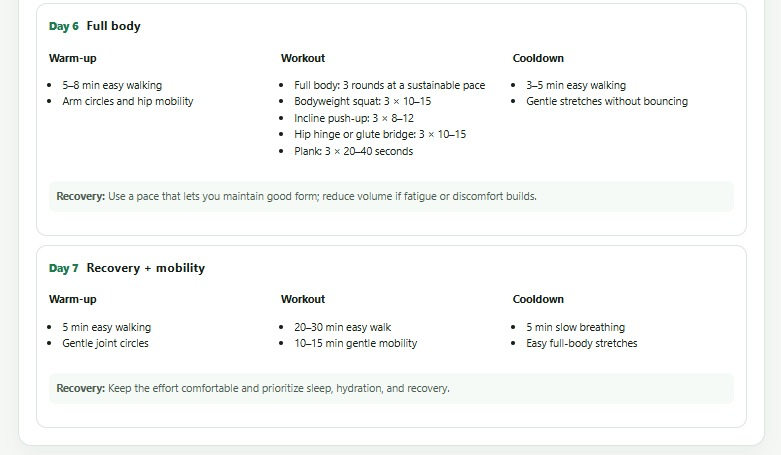 Day 6 Full body
Warm-up
5–8 min easy walking
Arm circles and hip mobility
Workout
Full body: 3 rounds at a sustainable pace
Bodyweight squat: 3 × 10–15
Incline push-up: 3 × 8–12
Hip hinge or glute bridge: 3 × 10–15
Plank: 3 × 20–40 seconds
Cooldown
3–5 min easy walking
Gentle stretches without bouncing
Recovery: Use a pace that lets you maintain good form; reduce volume if fatigue or discomfort builds.
Day 7 Recovery + mobility
Warm-up
5 min easy walking
Gentle joint circles
Workout
20–30 min easy walk
10–15 min gentle mobility
Cooldown
5 min slow breathing
Easy full-body stretches
Recovery: Keep the effort comfortable and prioritize sleep, hydration, and recovery.